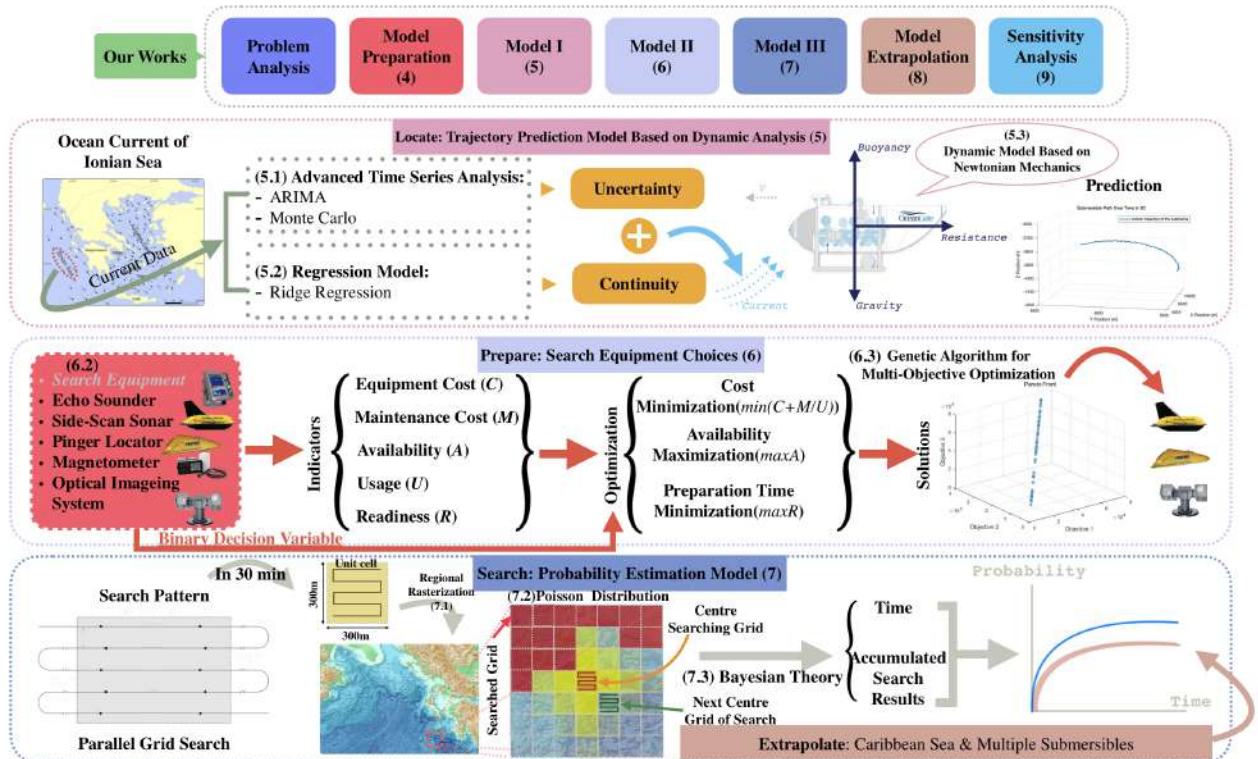 Our Works
Problem
Analysis
Model
Preparation
(4)
Model I
(5)
Model II
(6)
Model III
(7)
Model
Extrapolation
(8)
Sensitivity
Analysis
(9)
Locate: Trajectory Prediction Model Based on Dynamic Analysis (5)
Ocean Current of
Ionian Sea
Current Data
(5.1) Advanced Time Series Analysis:
- ARIMA
- Monte Carlo
(5.2) Regression Model:
- Ridge Regression
Uncertainty
Continuity
Current
Buoyancy
Resistance
Gravity
(5.3)
Dynamic Model Based on
Newtonian Mechanics
Prediction
Prepare: Search Equipment Choices (6)
(6.2)
• Search Equipment
• Echo Sounder
• Side-Scan Sonar
• Pinger Locator
• Magnetometer
• Optical Imageing
System
Binary Decision Variable
Indicators
Equipment Cost (C)
Maintenance Cost (M)
Availability (A)
Usage (U)
Readiness (R)
Optimization
Cost
Minimization(min(C+M/U))
Availability
Maximization(maxA)
Preparation Time
Minimization(maxR)
Solutions
(6.3) Genetic Algorithm for
Multi-Objective Optimization
Pareto Front
Objective 3
Objective 2
Objective 1
Search: Probability Estimation Model (7)
Search Pattern
Parallel Grid Search
In 30 min
Unit cell
300m
300m
Regional
Rasterization
(7.1)
(7.2)Poisson Distribution
Searched Grid
Centre
Searching Grid
Next Centre
Grid of Search
(7.3) Bayesian Theory
Time
Accumulated
Search
Results
Probability
Time
Extrapolate: Caribbean Sea & Multiple Submersibles